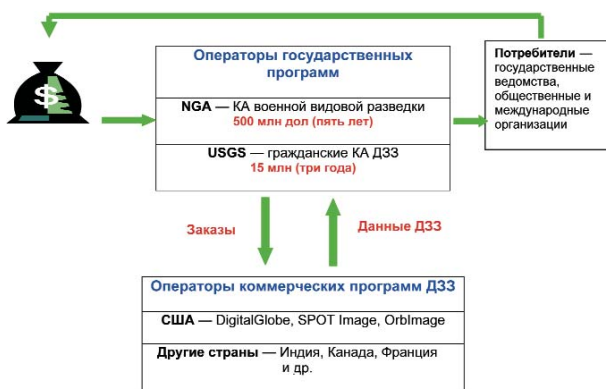 $
Операторы государственных
программ
NGA — КА военной видовой разведки
500 млн дол (пять лет)
USGS — гражданские КА ДЗЗ
15 млн (три года)
Потребители —
государственные
ведомства,
общественные и
международные
организации
Заказы
Данные ДЗЗ
Операторы коммерческих программ ДЗЗ
США — DigitalGlobe, SPOT Image, OrbImage
Другие страны — Индия, Канада, Франция
и др.